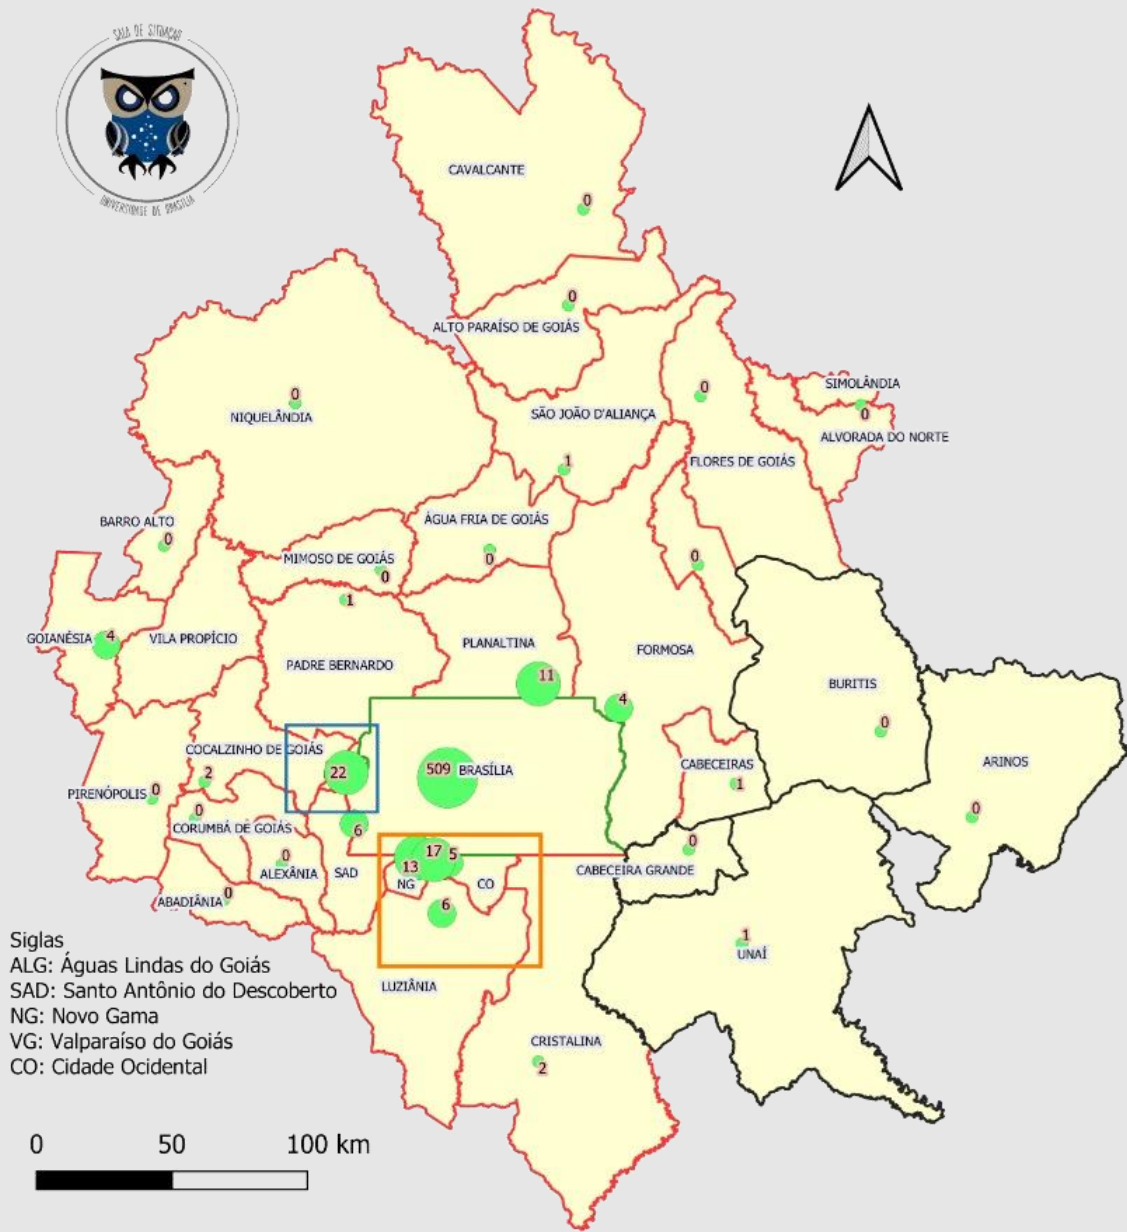 SALA DE SITUAÇÃO
UNIVERSIDADE DE BRASÍLIA
CAVALCANTE
0
0
ALTO PARAÍSO DE GOIÁS
0
NIQUELÂNDIA
SÃO JOÃO D'ALIANÇA
1
0
FLORES DE GOIÁS
SIMOLÂNDIA
0
ALVORADA DO NORTE
BARRO ALTO
0
ÁGUA FRIA DE GOIÁS
0
MIMOSO DE GOIÁS
0
1
0
GOIANÉSIA
4
VILA PROPÍCIO
PADRE BERNARDO
PLANALTINA
11
FORMOSA
4
BURITIS
0
ARINOS
0
COCALZINHO DE GOIÁS
2
22
509
BRASÍLIA
CABECEIRAS
1
PIRENÓPOLIS
0
0
CORUMBÁ DE GOIÁS
6
0
ALEXÂNIA
SAD
13
17
5
NG
CO
6
0
CABECEIRA GRANDE
ABADIÂNIA
0
1
UNAÍ
LUZIÂNIA
CRISTALINA
2
Siglas
ALG: Águas Lindas do Goiás
SAD: Santo Antônio do Descoberto
NG: Novo Gama
VG: Valparaíso do Goiás
CO: Cidade Ocidental
0 50 100 km